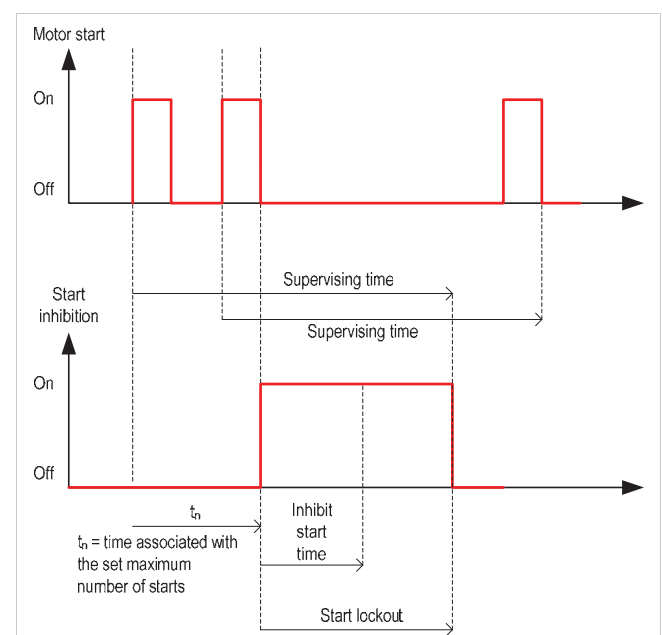 Motor start
On
Off
Supervising time
Start
inhibition
Supervising time
On
Off
tn
Inhibit
start
time
tn = time associated with
the set maximum
number of starts
Start lockout